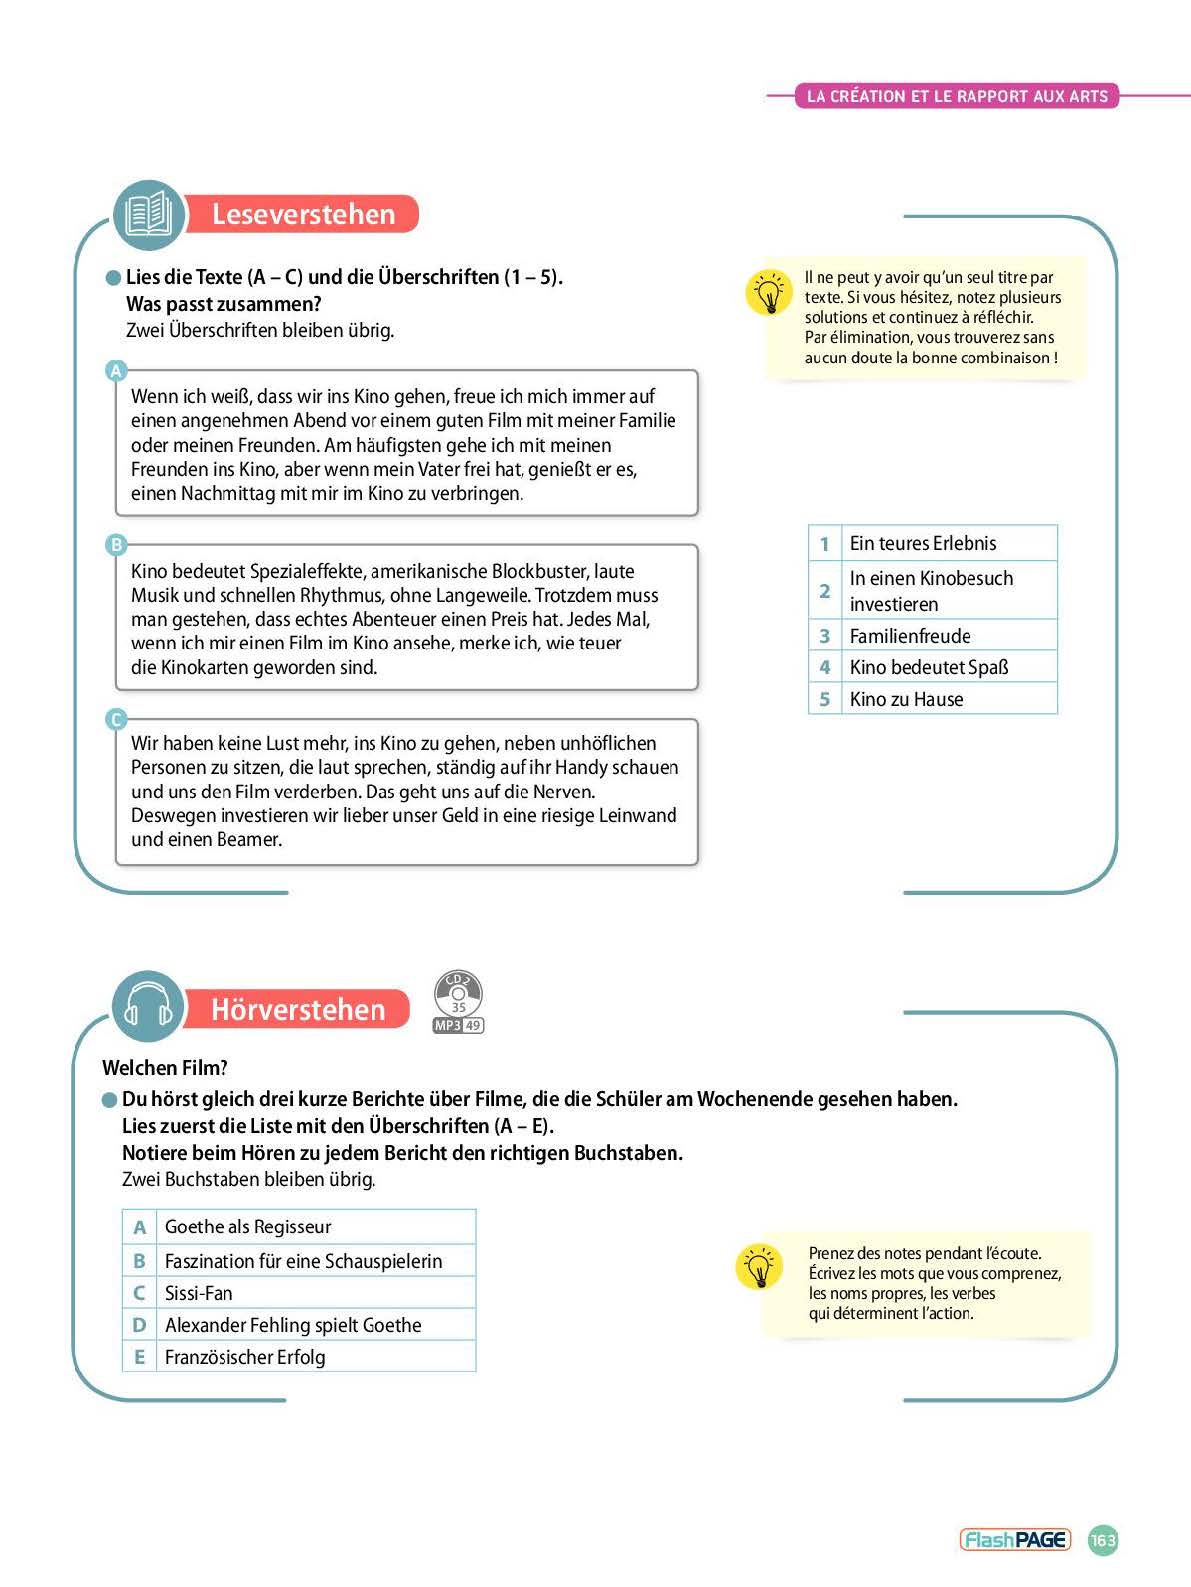 LA CRÉATION ET LE RAPPORT AUX ARTS
Leseverstehen
Lies die Texte (A – C) und die Überschriften (1 – 5).
Was passt zusammen?
Zwei Überschriften bleiben übrig.
Il ne peut y avoir qu'un seul titre par
texte. Si vous hésitez, notez plusieurs
solutions et continuez à réfléchir.
Par élimination, vous trouverez sans
aucun doute la bonne combinaison !
A
Wenn ich weiß, dass wir ins Kino gehen, freue ich mich immer auf
einen angenehmen Abend vor einem guten Film mit meiner Familie
oder meinen Freunden. Am häufigsten gehe ich mit meinen
Freunden ins Kino, aber wenn mein Vater frei hat, genießt er es,
einen Nachmittag mit mir im Kino zu verbringen.
B
Kino bedeutet Spezialeffekte, amerikanische Blockbuster, laute
Musik und schnellen Rhythmus, ohne Langeweile. Trotzdem muss
man gestehen, dass echtes Abenteuer einen Preis hat. Jedes Mal,
wenn ich mir einen Film im Kino ansehe, merke ich, wie teuer
die Kinokarten geworden sind.
C
Wir haben keine Lust mehr, ins Kino zu gehen, neben unhöflichen
Personen zu sitzen, die laut sprechen, ständig auf ihr Handy schauen
und uns den Film verderben. Das geht uns auf die Nerven.
Deswegen investieren wir lieber unser Geld in eine riesige Leinwand
und einen Beamer.
1 Ein teures Erlebnis
2 In einen Kinobesuch
investieren
3 Familienfreude
4 Kino bedeutet Spaß
5 Kino zu Hause
Hörverstehen
CD 2
35
MP3 49
Welchen Film?
Du hörst gleich drei kurze Berichte über Filme, die die Schüler am Wochenende gesehen haben.
Lies zuerst die Liste mit den Überschriften (A – E).
Notiere beim Hören zu jedem Bericht den richtigen Buchstaben.
Zwei Buchstaben bleiben übrig.
A Goethe als Regisseur
B Faszination für eine Schauspielerin
C Sissi-Fan
D Alexander Fehling spielt Goethe
E Französischer Erfolg
Prenez des notes pendant l'écoute.
Écrivez les mots que vous comprenez,
les noms propres, les verbes
qui déterminent l'action.
FlashPAGE 163